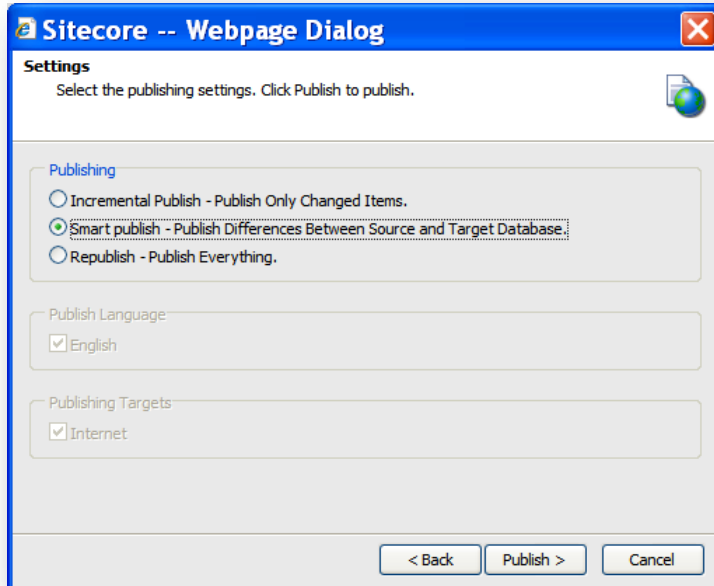 Sitecore -- Webpage Dialog
Settings
Select the publishing settings. Click Publish to publish.
Publishing
Incremental Publish - Publish Only Changed Items.
Smart publish - Publish Differences Between Source and Target Database.
Republish - Publish Everything.
Publish Language
English
Publishing Targets
Internet
< Back Publish > Cancel